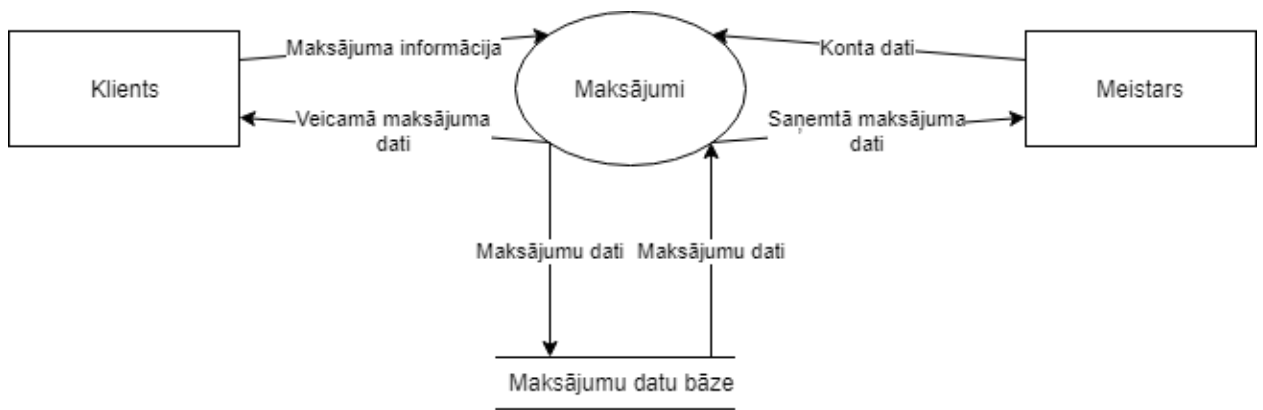 Klients
Maksājuma informācija
Veicamā maksājuma
dati
Maksājumi
Konta dati
Saņemtā maksājuma
dati
Meistars
Maksājumu dati
Maksājumu dati
Maksājumu datu bāze